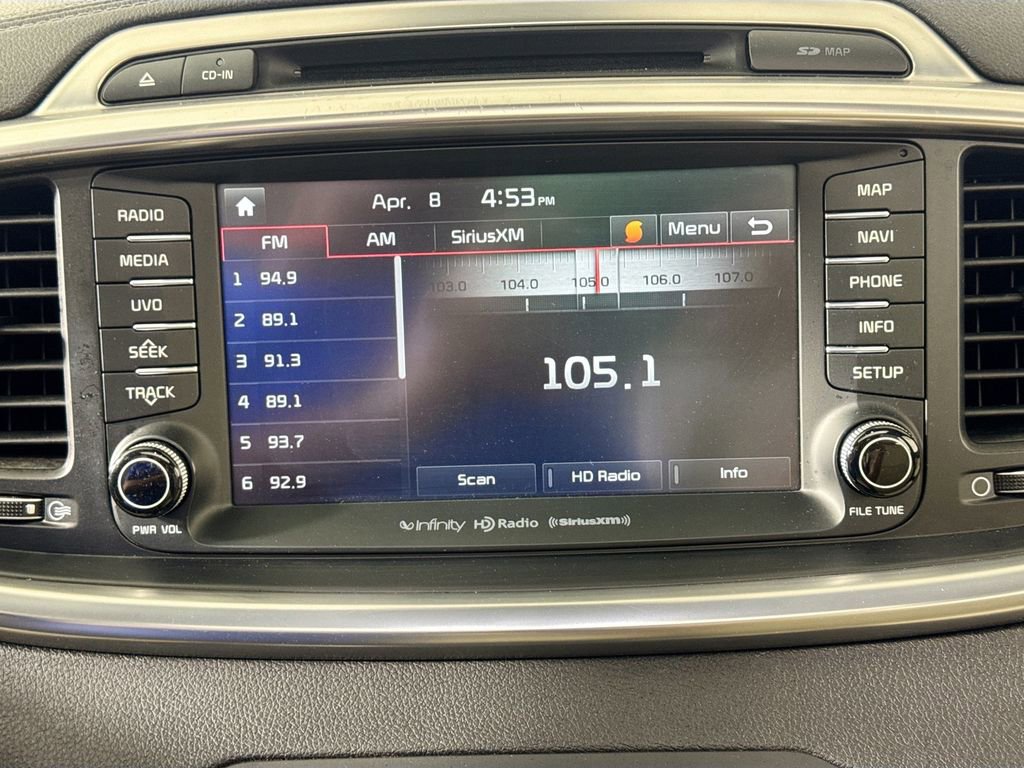 CD-IN
SD MAP
Apr. 8 4:53 PM
FM AM SiriusXM Menu
1 94.9
2 89.1
3 91.3
4 89.1
5 93.7
6 92.9
103.0 104.0 105.0 106.0 107.0
105.1
Scan HD Radio Info
RADIO
MEDIA
UVO
SEEK
TRACK
PWR VOL
MAP
NAVI
PHONE
INFO
SETUP
FILE TUNE
Infinity HD Radio ((SiriusXM))